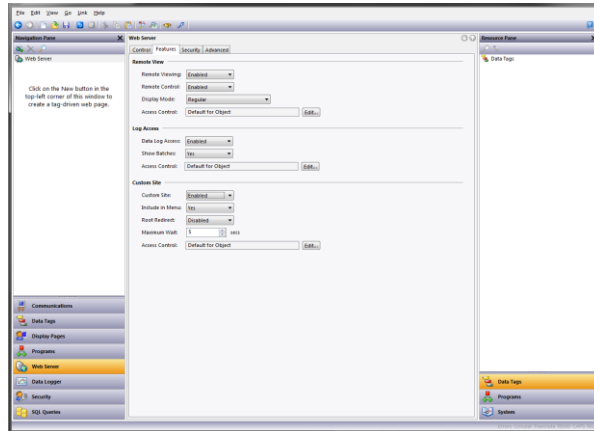 File Edit View Go Link Help
Navigation Pane
Web Server
Resource Pane
Web Server
Control Features Security Advanced
Data Tags
Click on the New button in the
top-left corner of this window to
create a tag-driven web page.
Remote View
Remote Viewing: Enabled
Remote Control: Enabled
Display Mode: Regular
Access Control: Default for Object Edit...
Log Access
Data Log Access: Enabled
Show Batches: Yes
Access Control: Default for Object Edit...
Custom Site
Custom Site: Enabled
Include in Menu: Yes
Root Redirect: Disabled
Maximum Wait: 5 secs
Access Control: Default for Object Edit...
Communications
Data Tags
Display Pages
Programs
Web Server
Data Logger
Security
SQL Queries
Data Tags
Programs
System